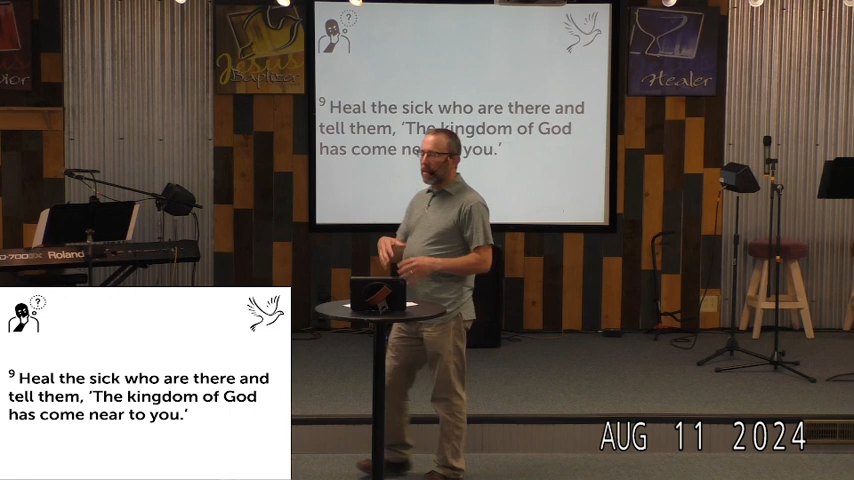 Jesus
Baptizer
Healer
?
9 Heal the sick who are there and
tell them, ‘The kingdom of God
has come near to you.’
Roland
?
9 Heal the sick who are there and
tell them, ‘The kingdom of God
has come near to you.’
AUG 11 2024